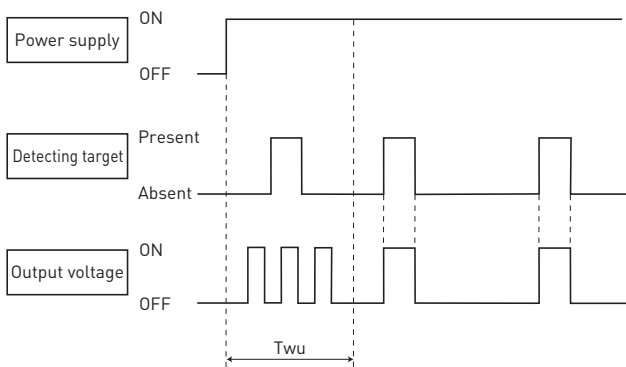 ON
Power supply
OFF
Present
Detecting target
Absent
ON
Output voltage
OFF
Twu